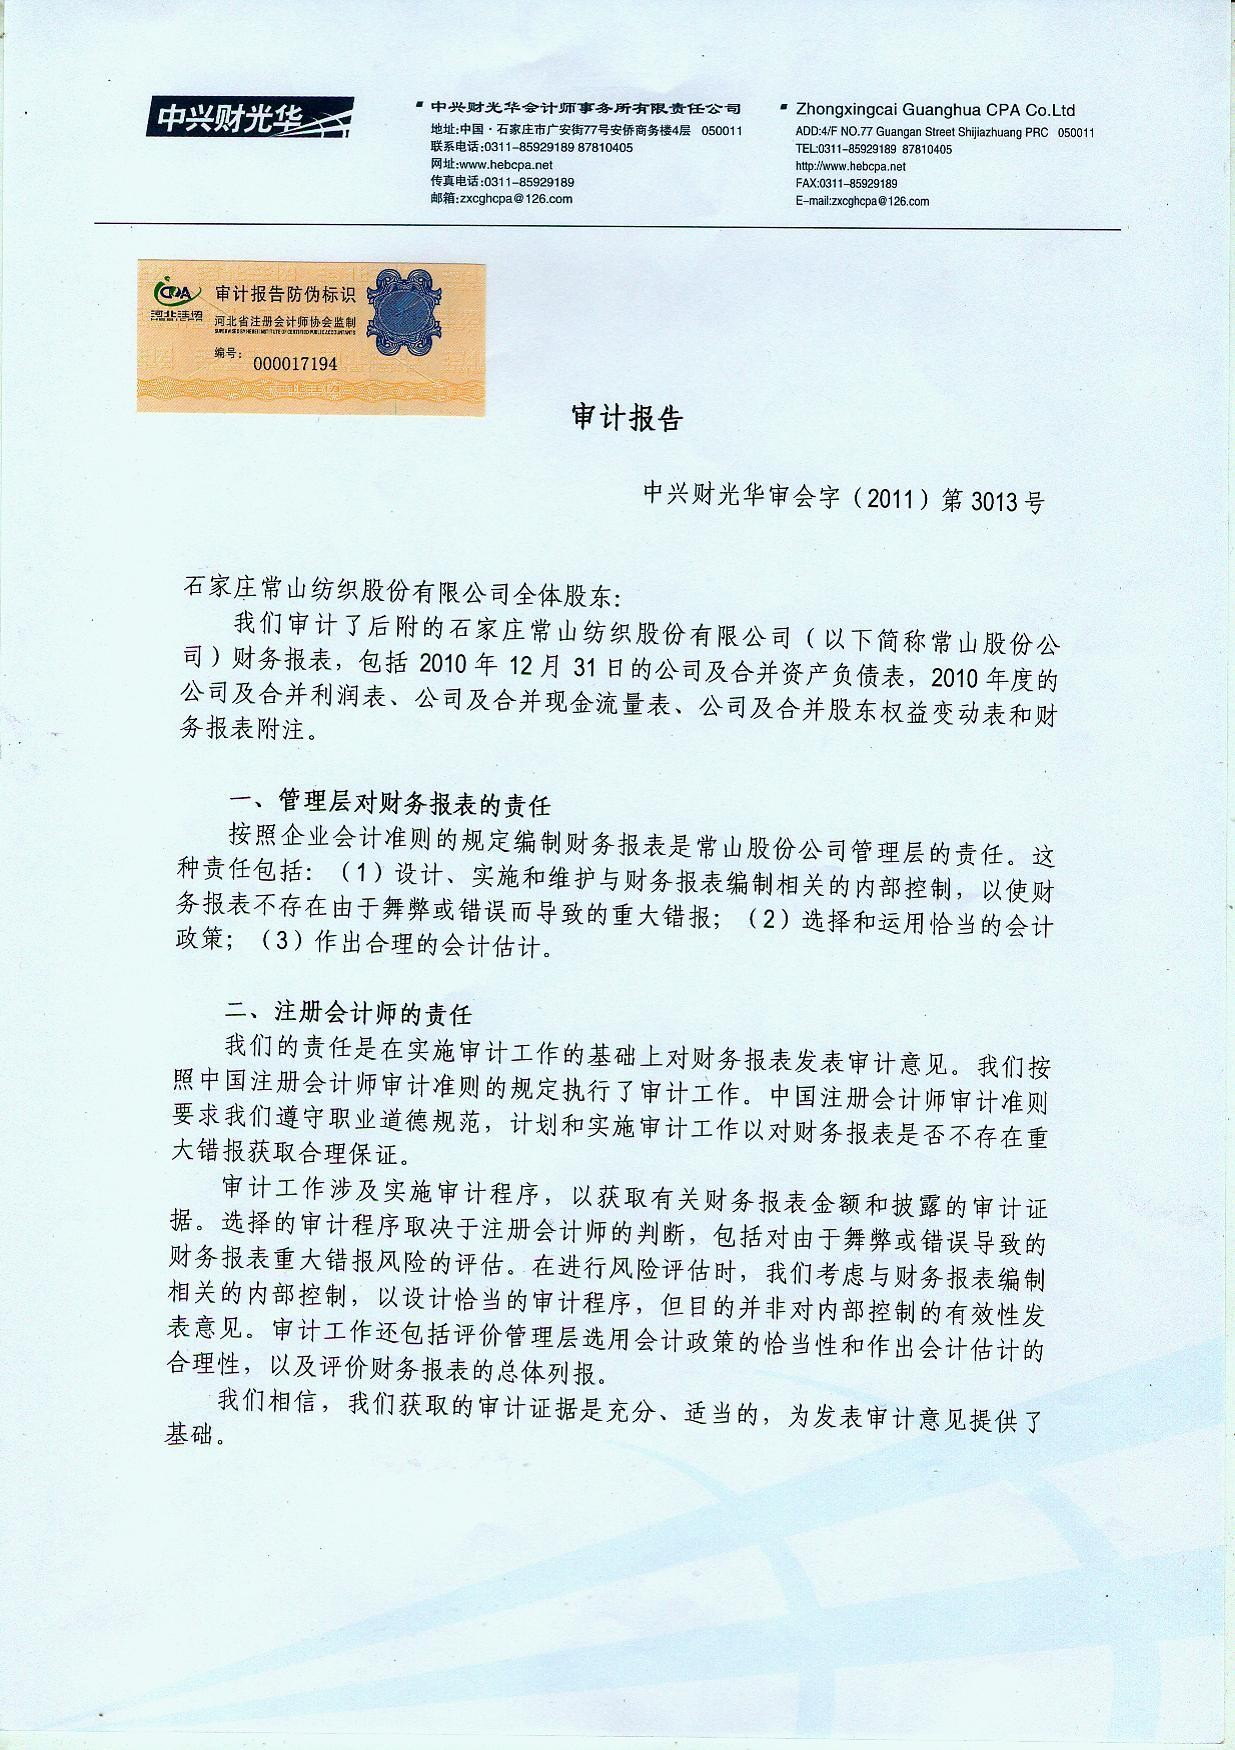 中兴财光华
中兴财光华会计师事务所有限责任公司
地址:中国·石家庄市广安街77号安侨商务楼4层 050011
联系电话:0311-85929189 87810405
网址:www.hebcpa.net
传真电话:0311-85929189
邮箱:zxcghcpa@126.com
Zhongxingcai Guanghua CPA Co.Ltd
ADD:4/F NO.77 Guangan Street Shijiazhuang PRC 050011
TEL:0311-85929189 87810405
http://www.hebcpa.net
FAX:0311-85929189
E-mail:zxcghcpa@126.com
CPA
河北注协
审计报告防伪标识
河北省注册会计师协会监制
SUPERVISED BY HEBEI INSTITUTE OF CERTIFIED PUBLIC ACCOUNTANTS
编号:
000017194
审计报告
中兴财光华审会字（2011）第 3013 号
石家庄常山纺织股份有限公司全体股东：
我们审计了后附的石家庄常山纺织股份有限公司（以下简称常山股份公
司）财务报表，包括 2010 年 12 月 31 日的公司及合并资产负债表，2010 年度的
公司及合并利润表、公司及合并现金流量表、公司及合并股东权益变动表和财
务报表附注。
一、管理层对财务报表的责任
按照企业会计准则的规定编制财务报表是常山股份公司管理层的责任。这
种责任包括：（1）设计、实施和维护与财务报表编制相关的内部控制，以使财
务报表不存在由于舞弊或错误而导致的重大错报；（2）选择和运用恰当的会计
政策；（3）作出合理的会计估计。
二、注册会计师的责任
我们的责任是在实施审计工作的基础上对财务报表发表审计意见。我们按
照中国注册会计师审计准则的规定执行了审计工作。中国注册会计师审计准则
要求我们遵守职业道德规范，计划和实施审计工作以对财务报表是否不存在重
大错报获取合理保证。
审计工作涉及实施审计程序，以获取有关财务报表金额和披露的审计证
据。选择的审计程序取决于注册会计师的判断，包括对由于舞弊或错误导致的
财务报表重大错报风险的评估。在进行风险评估时，我们考虑与财务报表编制
相关的内部控制，以设计恰当的审计程序，但目的并非对内部控制的有效性发
表意见。审计工作还包括评价管理层选用会计政策的恰当性和作出会计估计的
合理性，以及评价财务报表的总体列报。
我们相信，我们获取的审计证据是充分、适当的，为发表审计意见提供了
基础。